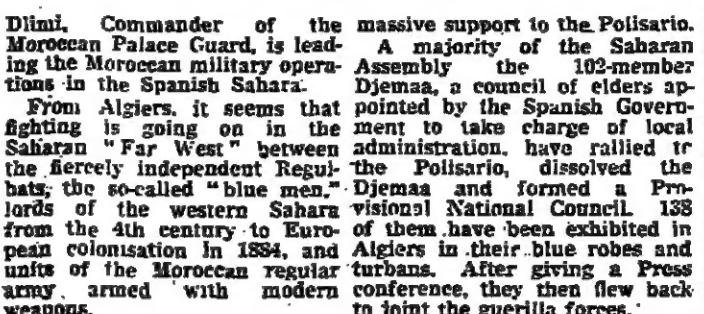 Dlimi, Commander of the
Moroccan Palace Guard, is lead-
ing the Moroccan military opera-
tions in the Spanish Sahara.
From Algiers, it seems that
fighting is going on in the
Saharan "Far West" between
the fiercely independent Regui-
bats, the so-called "blue men,"
lords of the western Sahara
from the 4th century to Euro-
pean colonisation in 1884, and
units of the Moroccan regular
army armed with modern
weapons.
massive support to the Polisario.
A majority of the Saharan
Assembly the 102-member
Djemaa, a council of elders ap-
pointed by the Spanish Govern-
ment to take charge of local
administration, have rallied tr
the Polisario, dissolved the
Djemaa and formed a Pro-
visional National Council. 138
of them have been exhibited in
Algiers in their blue robes and
turbans. After giving a Press
conference, they then flew back
to joint the guerilla forces.